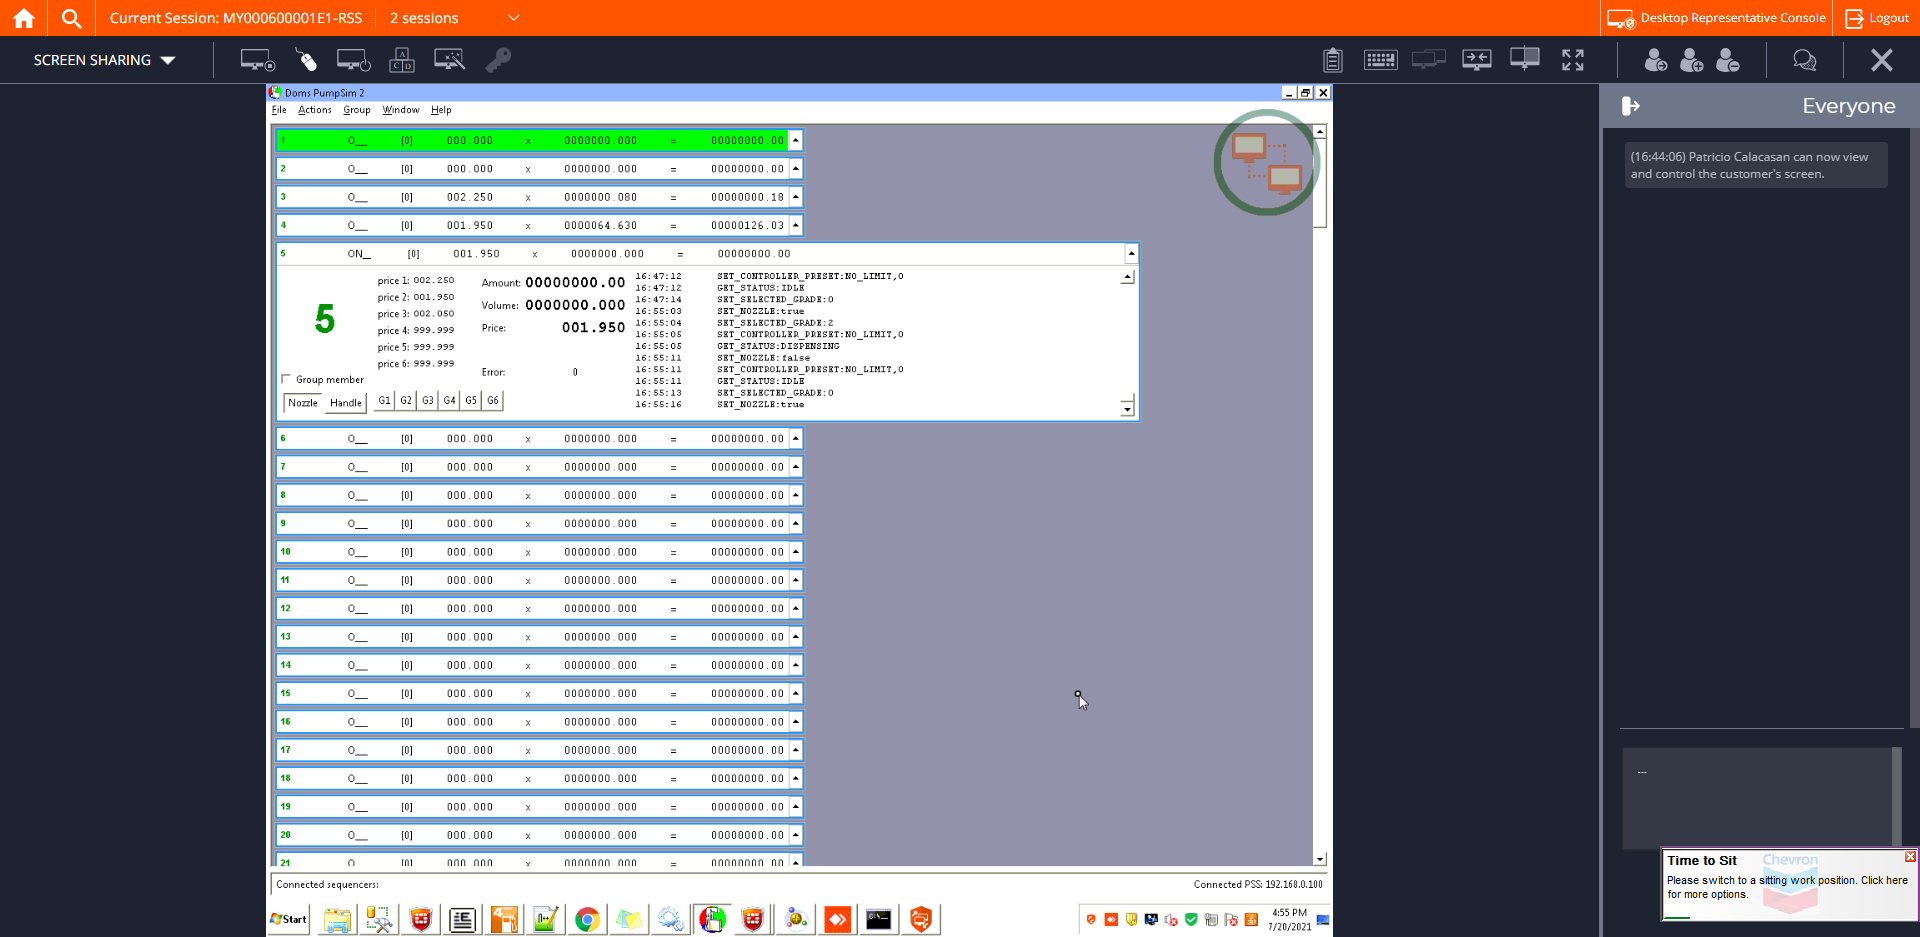 Current Session: MY000600001E1-RSS 2 sessions Desktop Representative Console Logout
SCREEN SHARING
Doms PumpSim 2
File Actions Group Window Help
1 O__ [0] 000.000 x 0000000.000 = 00000000.00
2 O__ [0] 000.000 x 0000000.000 = 00000000.00
3 O__ [0] 002.250 x 0000000.080 = 00000000.18
4 O__ [0] 001.950 x 0000064.630 = 00000126.03
5 ON_ [0] 001.950 x 0000000.000 = 00000000.00
5
price 1: 002.250
price 2: 001.950
price 3: 002.050
price 4: 999.999
price 5: 999.999
price 6: 999.999
Amount: 00000000.00
Volume: 0000000.000
Price: 001.950
Error: 0
Group member
Nozzle Handle G1 G2 G3 G4 G5 G6
16:47:12 SET_CONTROLLER_PRESET:NO_LIMIT,0
16:47:12 GET_STATUS:IDLE
16:47:14 SET_SELECTED_GRADE:0
16:55:03 SET_NOZZLE:true
16:55:04 SET_SELECTED_GRADE:2
16:55:05 SET_CONTROLLER_PRESET:NO_LIMIT,0
16:55:05 GET_STATUS:DISPENSING
16:55:11 SET_NOZZLE:false
16:55:11 SET_CONTROLLER_PRESET:NO_LIMIT,0
16:55:11 GET_STATUS:IDLE
16:55:13 SET_SELECTED_GRADE:0
16:55:16 SET_NOZZLE:true
6 O__ [0] 000.000 x 0000000.000 = 00000000.00
7 O__ [0] 000.000 x 0000000.000 = 00000000.00
8 O__ [0] 000.000 x 0000000.000 = 00000000.00
9 O__ [0] 000.000 x 0000000.000 = 00000000.00
10 O__ [0] 000.000 x 0000000.000 = 00000000.00
11 O__ [0] 000.000 x 0000000.000 = 00000000.00
12 O__ [0] 000.000 x 0000000.000 = 00000000.00
13 O__ [0] 000.000 x 0000000.000 = 00000000.00
14 O__ [0] 000.000 x 0000000.000 = 00000000.00
15 O__ [0] 000.000 x 0000000.000 = 00000000.00
16 O__ [0] 000.000 x 0000000.000 = 00000000.00
17 O__ [0] 000.000 x 0000000.000 = 00000000.00
18 O__ [0] 000.000 x 0000000.000 = 00000000.00
19 O__ [0] 000.000 x 0000000.000 = 00000000.00
20 O__ [0] 000.000 x 0000000.000 = 00000000.00
21 O [0] 000.000 x 0000000.000 = 00000000.00
Connected sequencers: Connected PSS: 192.168.0.100
Start
4:55 PM
7/20/2021
Everyone
(16:44:06) Patricio Calacasan can now view
and control the customer's screen.
---
Time to Sit Chevron
Please switch to a sitting work position. Click here
for more options.